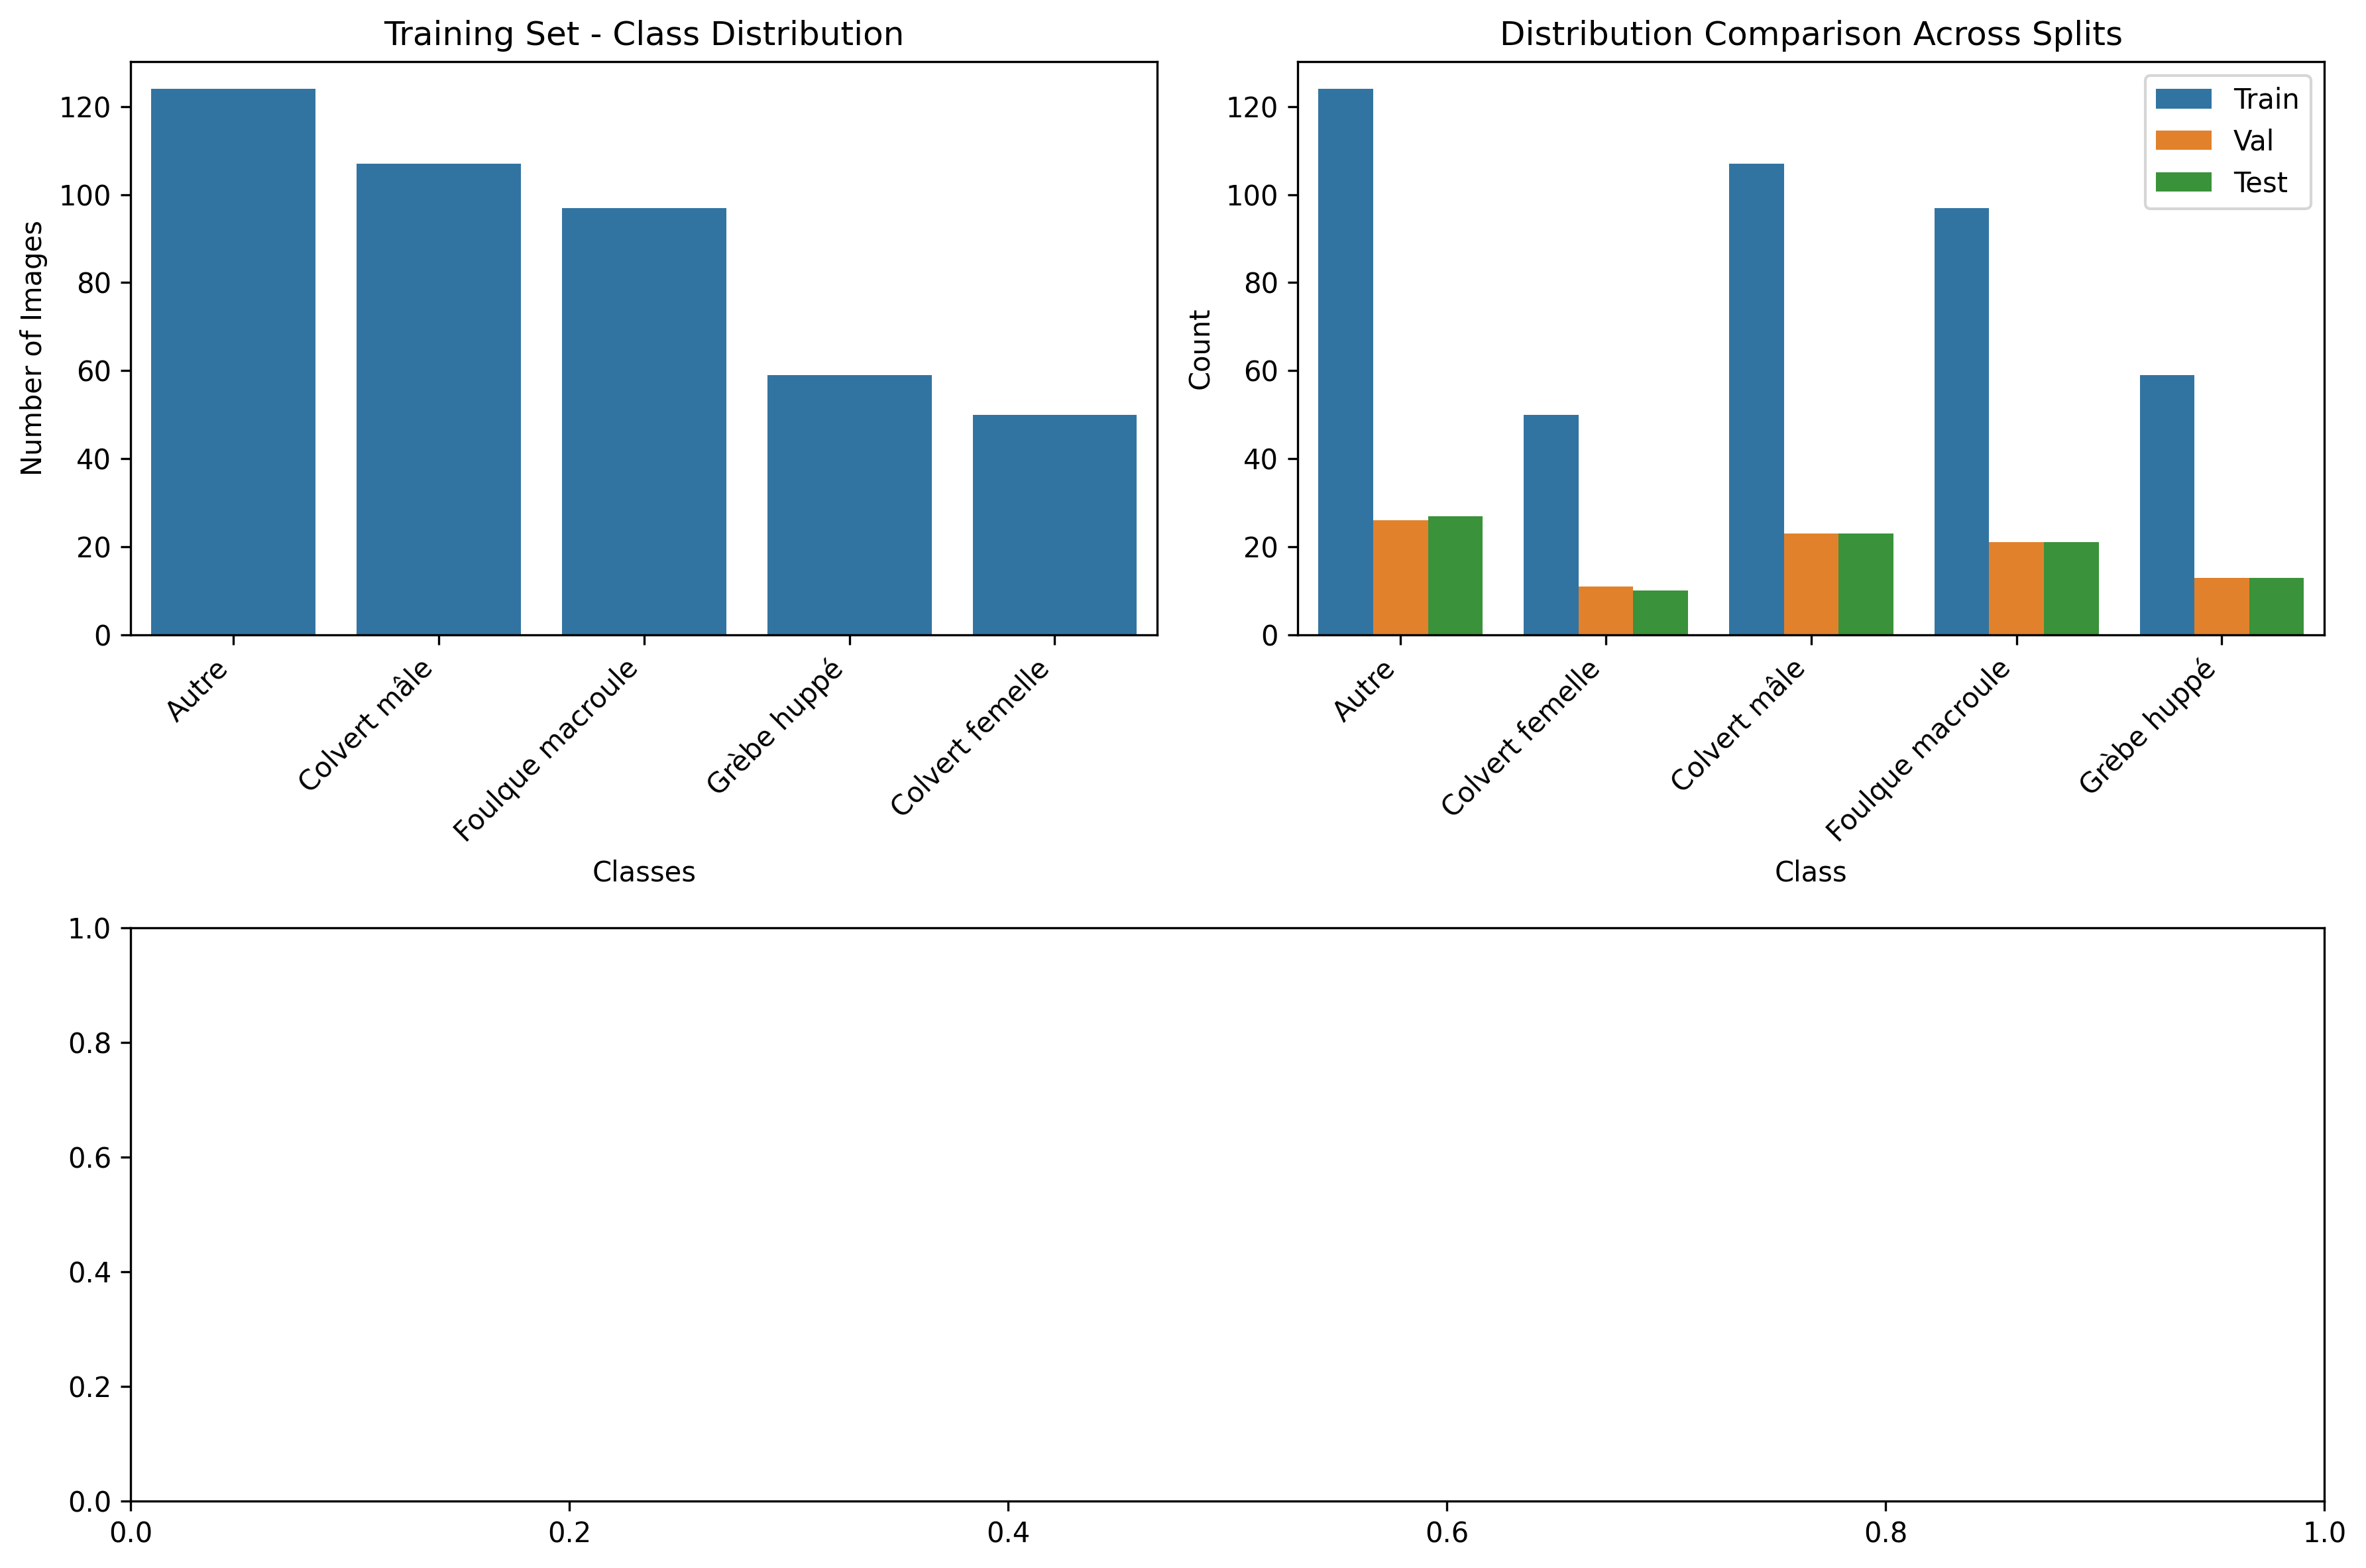 Training Set - Class Distribution
Number of Images
120
100
80
60
40
20
0
Autre
Colvert mâle
Foulque macroule
Grèbe huppé
Colvert femelle
Classes
Distribution Comparison Across Splits
Count
120
100
80
60
40
20
0
Train
Val
Test
Autre
Colvert femelle
Colvert mâle
Foulque macroule
Grèbe huppé
Class
1.0
0.8
0.6
0.4
0.2
0.0
0.0
0.2
0.4
0.6
0.8
1.0